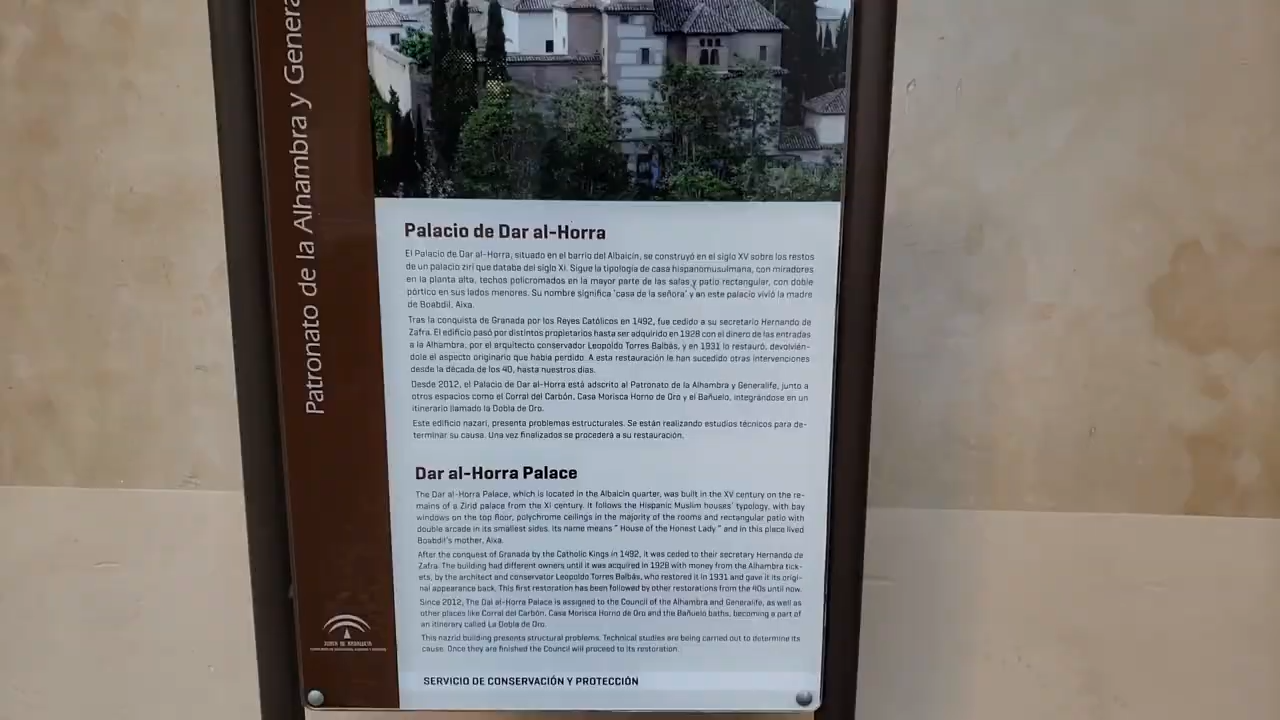 Patronato de la Alhambra y Genera
Palacio de Dar al-Horra
El Palacio de Dar al-Horra, situado en el barrio del Albaicín, se construyó en el siglo XV sobre los restos
de un palacio zirí que databa del siglo XI. Sigue la tipología de casa hispanomusulmana, con miradores
en la planta alta, techos policromados en la mayor parte de las salas y patio rectangular, con doble
pórtico en sus lados menores. Su nombre significa 'casa de la señora' y an este palacio vivió la madre
de Boabdil, Aixa.
Tras la conquista de Granada por los Reyes Católicos en 1492, fue cedido a su secretario Hernando de
Zafra. El edificio pasó por distintos propietarios hasta ser adquirido en 1928 con el dinero de las entradas
a la Alhambra, por el arquitecto conservador Leopoldo Torres Balbás, y en 1931 lo restauró, devolvién-
dole el aspecto originario que había perdido. A esta restauración le han sucedido otras intervenciones
desde la década de los 40, hasta nuestros días.
Desde 2012, el Palacio de Dar al-Horra está adscrito al Patronato de la Alhambra y Generalife, junto a
otros espacios como el Corral del Carbón, Casa Morisca Horno de Oro y el Bañuelo, integrándose en un
itinerario llamado la Dobla de Oro.
Este edificio nazarí, presenta problemas estructurales. Se están realizando estudios técnicos para de-
terminar su causa. Una vez finalizados se procederá a su restauración.
Dar al-Horra Palace
The Dar al-Horra Palace, which is located in the Albaicin quarter, was built in the XV century on the re-
mains of a Zirid palace from the XI century. It follows the Hispanic Muslim houses' typology, with bay
windows on the top floor, polychrome ceilings in the majority of the rooms and rectangular patio with
double arcade in its smallest sides. Its name means " House of the Honest Lady " and in this place lived
Boabdil's mother, Aixa.
After the conquest of Granada by the Catholic Kings in 1492, it was ceded to their secretary Hernando de
Zafra. The building had different owners until it was acquired in 1928 with money from the Alhambra tick-
ets, by the architect and conservator Leopoldo Torres Balbás, who restored it in 1931 and gave it its origi-
nal appearance back. This first restoration has been followed by other restorations from the 40s until now.
Since 2012, The Dal al-Horra Palace is assigned to the Council of the Alhambra and Generalife, as well as
other places like Corral del Carbón, Casa Morisca Horno de Oro and the Bañuelo baths, becoming a part of
an itinerary called La Dobla de Oro.
This nazrid building presents structural problems. Technical studies are being carried out to determine its
cause. Once they are finished the Council will proceed to its restoration.
JUNTA DE ANDALUCIA
SERVICIO DE CONSERVACIÓN Y PROTECCIÓN